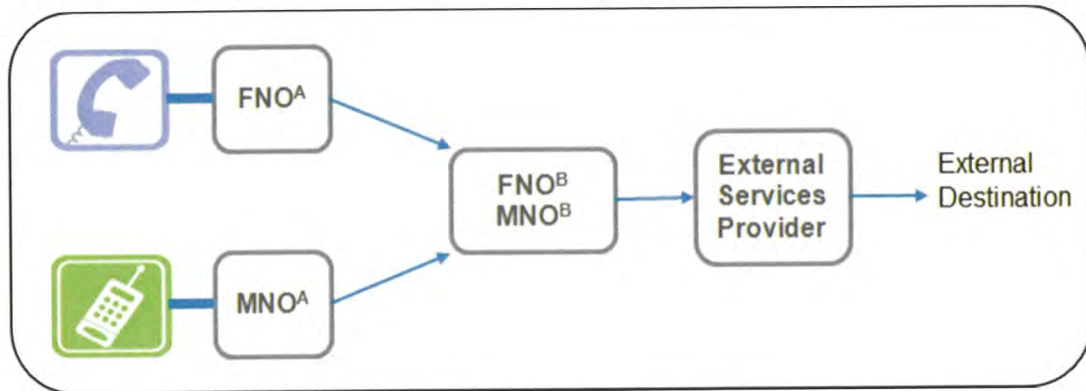 FNOᴬ
FNOᴮ
MNOᴮ
External
Services
Provider
External
Destination
MNOᴬ